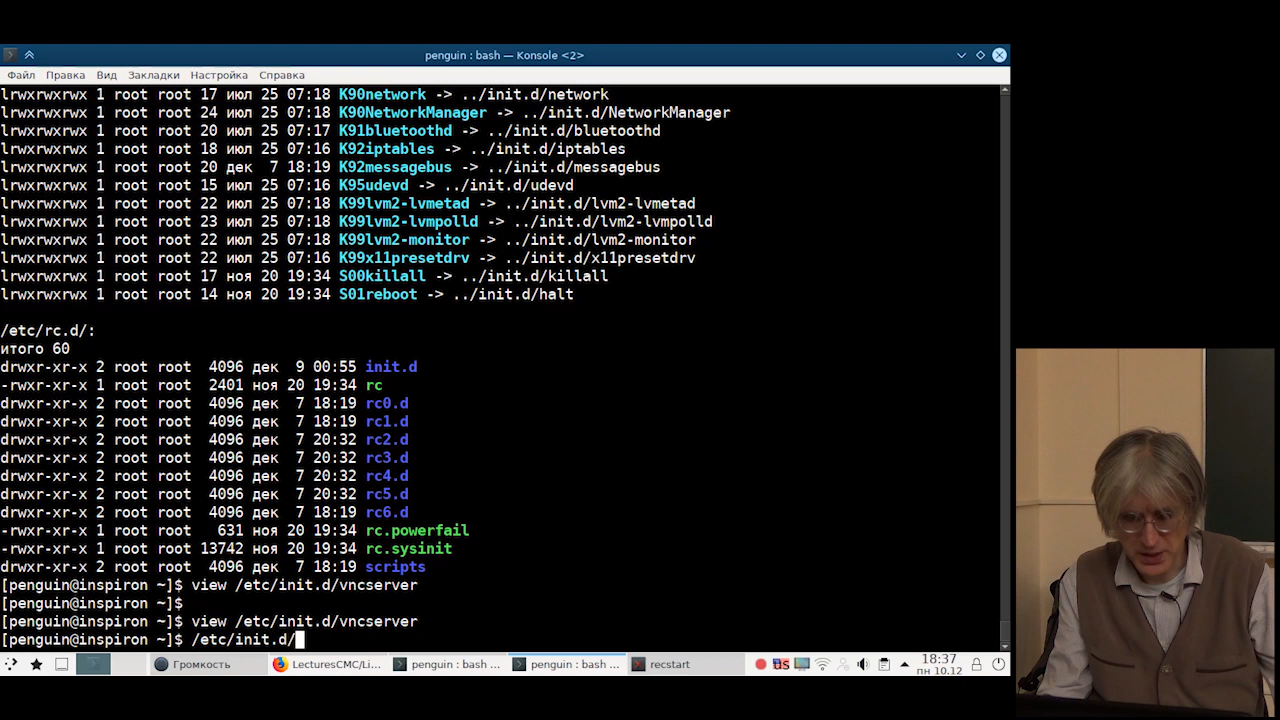 penguin : bash — Konsole <2>
Файл Правка Вид Закладки Настройка Справка
lrwxrwxrwx 1 root root 17 июл 25 07:18 K90network -> ../init.d/network
lrwxrwxrwx 1 root root 24 июл 25 07:18 K90NetworkManager -> ../init.d/NetworkManager
lrwxrwxrwx 1 root root 20 июл 25 07:17 K91bluetoothd -> ../init.d/bluetoothd
lrwxrwxrwx 1 root root 18 июл 25 07:16 K92iptables -> ../init.d/iptables
lrwxrwxrwx 1 root root 20 дек 7 18:19 K92messagebus -> ../init.d/messagebus
lrwxrwxrwx 1 root root 15 июл 25 07:16 K95udevd -> ../init.d/udevd
lrwxrwxrwx 1 root root 22 июл 25 07:18 K99lvm2-lvmetad -> ../init.d/lvm2-lvmetad
lrwxrwxrwx 1 root root 23 июл 25 07:18 K99lvm2-lvmpolld -> ../init.d/lvm2-lvmpolld
lrwxrwxrwx 1 root root 22 июл 25 07:18 K99lvm2-monitor -> ../init.d/lvm2-monitor
lrwxrwxrwx 1 root root 22 июл 25 07:16 K99x11presetdrv -> ../init.d/x11presetdrv
lrwxrwxrwx 1 root root 17 ноя 20 19:34 S00killall -> ../init.d/killall
lrwxrwxrwx 1 root root 14 ноя 20 19:34 S01reboot -> ../init.d/halt
/etc/rc.d/:
итого 60
drwxr-xr-x 2 root root 4096 дек 9 00:55 init.d
-rwxr-xr-x 1 root root 2401 ноя 20 19:34 rc
drwxr-xr-x 2 root root 4096 дек 7 18:19 rc0.d
drwxr-xr-x 2 root root 4096 дек 7 18:19 rc1.d
drwxr-xr-x 2 root root 4096 дек 7 20:32 rc2.d
drwxr-xr-x 2 root root 4096 дек 7 20:32 rc3.d
drwxr-xr-x 2 root root 4096 дек 7 20:32 rc4.d
drwxr-xr-x 2 root root 4096 дек 7 20:32 rc5.d
drwxr-xr-x 2 root root 4096 дек 7 18:19 rc6.d
-rwxr-xr-x 1 root root 631 ноя 20 19:34 rc.powerfail
-rwxr-xr-x 1 root root 13742 ноя 20 19:34 rc.sysinit
drwxr-xr-x 2 root root 4096 дек 7 18:19 scripts
[penguin@inspiron ~]$ view /etc/init.d/vncserver
[penguin@inspiron ~]$
[penguin@inspiron ~]$ view /etc/init.d/vncserver
[penguin@inspiron ~]$ /etc/init.d/
Громкость LecturesCMC/Li... penguin : bash ... penguin : bash ... recstart US 18:37
пн 10.12